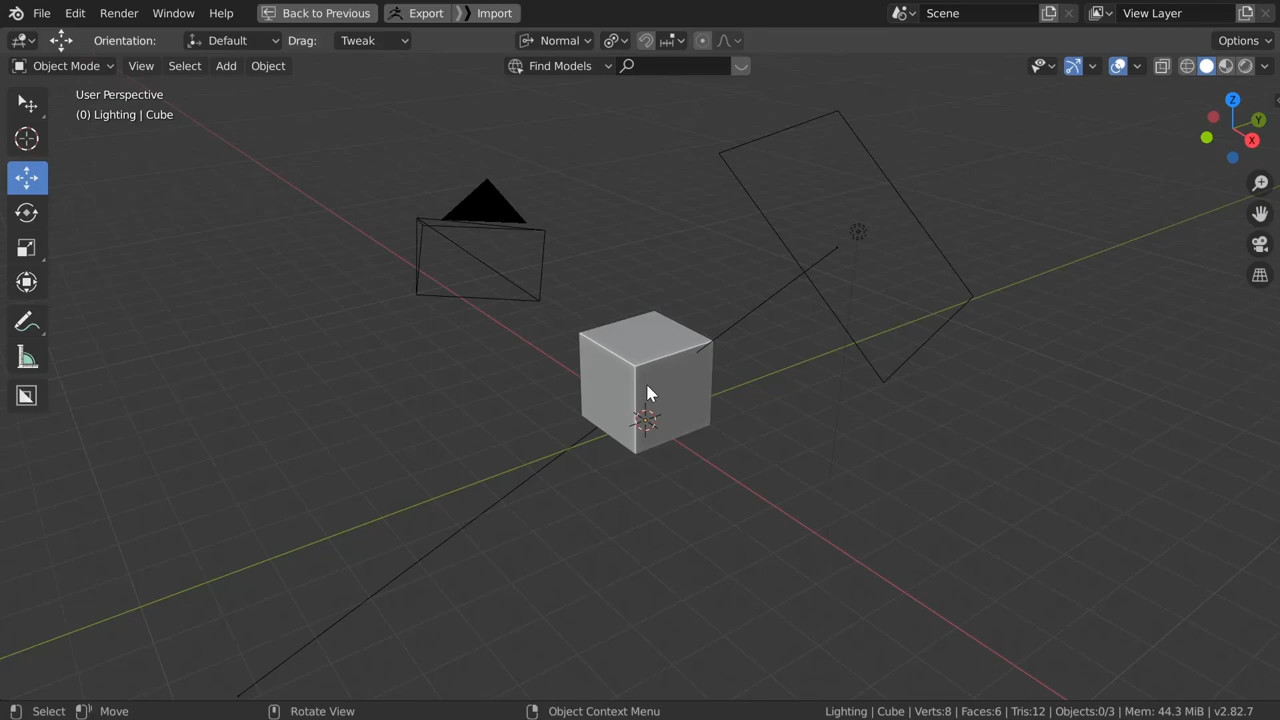 File Edit Render Window Help Back to Previous Export Import Scene View Layer
Orientation: Default Drag: Tweak Normal Options
Object Mode View Select Add Object Find Models
User Perspective
(0) Lighting | Cube
Z
Y
X
Select Move Rotate View Object Context Menu Lighting | Cube | Verts:8 | Faces:6 | Tris:12 | Objects:0/3 | Mem: 44.3 MiB | v2.82.7